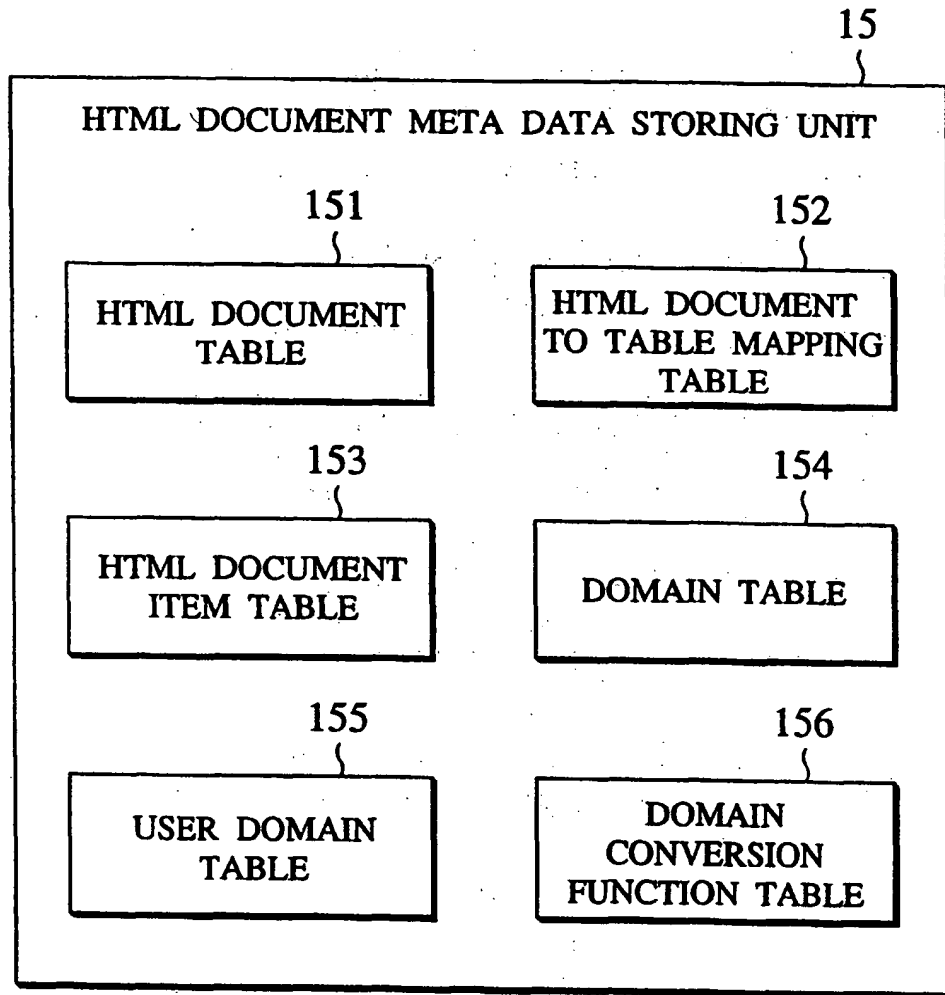 15
HTML DOCUMENT META DATA STORING UNIT
151
HTML DOCUMENT
TABLE
152
HTML DOCUMENT
TO TABLE MAPPING
TABLE
153
HTML DOCUMENT
ITEM TABLE
154
DOMAIN TABLE
155
USER DOMAIN
TABLE
156
DOMAIN
CONVERSION
FUNCTION TABLE